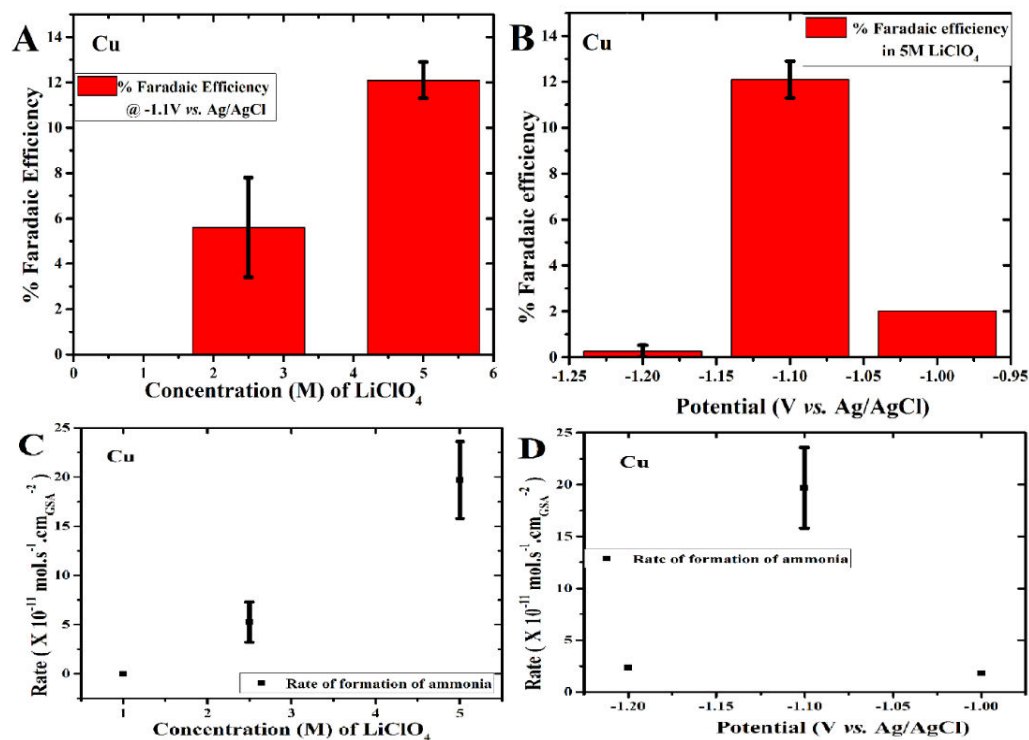 A
Cu
% Faradaic Efficiency
@ -1.1V vs. Ag/AgCl
% Faradaic Efficiency
14
12
10
8
6
4
2
0
0 1 2 3 4 5 6
Concentration (M) of LiClO4
B
Cu
% Faradaic efficiency
in 5M LiClO4
% Faradaic efficiency
14
12
10
8
6
4
2
0
-1.25 -1.20 -1.15 -1.10 -1.05 -1.00 -0.95
Potential (V vs. Ag/AgCl)
C
Cu
Rate ( X 10-11 mol.s-1.cmGSA-2 )
25
20
15
10
5
0
Rate of formation of ammonia
1 2 3 4 5
Concentration (M) of LiClO4
D
Cu
Rate ( X 10-11 mol.s-1.cmGSA-2 )
25
20
15
10
5
0
Rate of formation of ammonia
-1.20 -1.15 -1.10 -1.05 -1.00
Potential (V vs. Ag/AgCl)